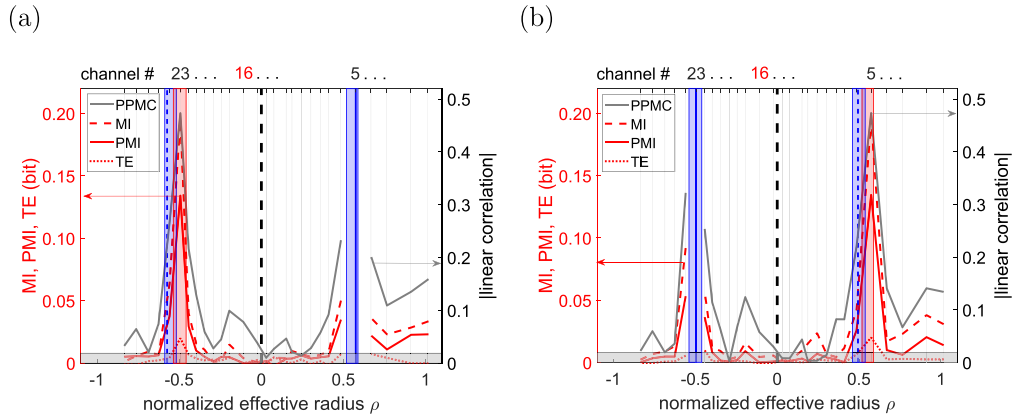 (a)
channel # 23 . . . 16 . . . 5 . . .
0.20
0.15
0.10
0.05
0
MI, PMI, TE (bit)
PPMC
MI
PMI
TE
0.5
0.4
0.3
0.2
0.1
0
|linear correlation|
-1 -0.5 0 0.5 1
normalized effective radius ρ
(b)
channel # 23 . . . 16 . . . 5 . . .
0.20
0.15
0.10
0.05
0
MI, PMI, TE (bit)
PPMC
MI
PMI
TE
0.5
0.4
0.3
0.2
0.1
0
|linear correlation|
-1 -0.5 0 0.5 1
normalized effective radius ρ